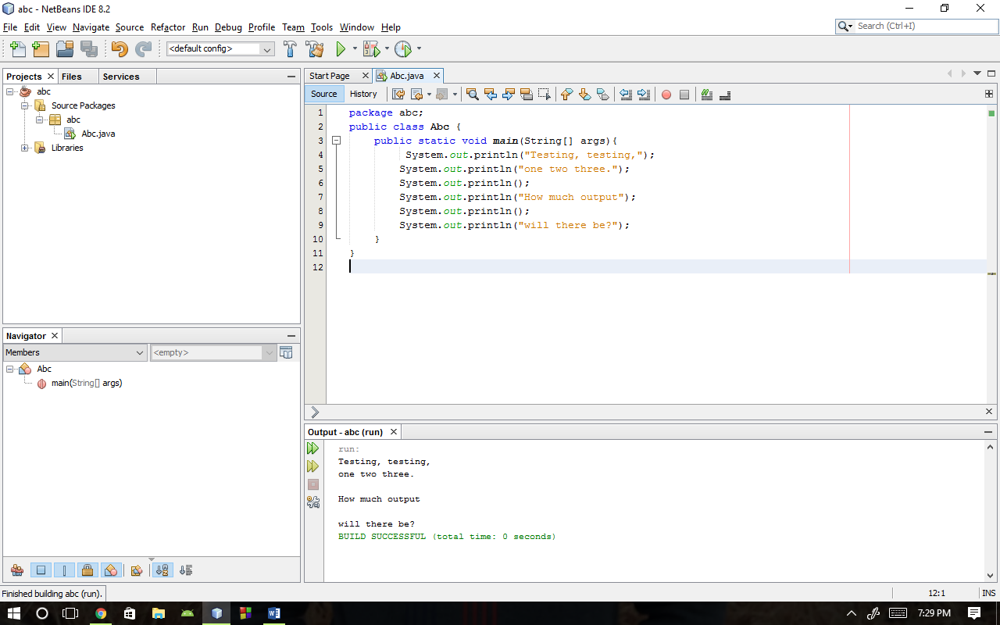 abc - NetBeans IDE 8.2
File Edit View Navigate Source Refactor Run Debug Profile Team Tools Window Help
Search (Ctrl+I)
<default config>
Projects Files Services
abc
Source Packages
abc
Abc.java
Libraries
Navigator
Members
<empty>
Abc
main(String[] args)
Start Page Abc.java
Source History
1 package abc;
2 public class Abc {
3 public static void main(String[] args){
4 System.out.println("Testing, testing,");
5 System.out.println("one two three.");
6 System.out.println();
7 System.out.println("How much output");
8 System.out.println();
9 System.out.println("will there be?");
10 }
11 }
12
Output - abc (run)
run:
Testing, testing,
one two three.
How much output
will there be?
BUILD SUCCESSFUL (total time: 0 seconds)
Finished building abc (run).
12:1 INS
7:29 PM